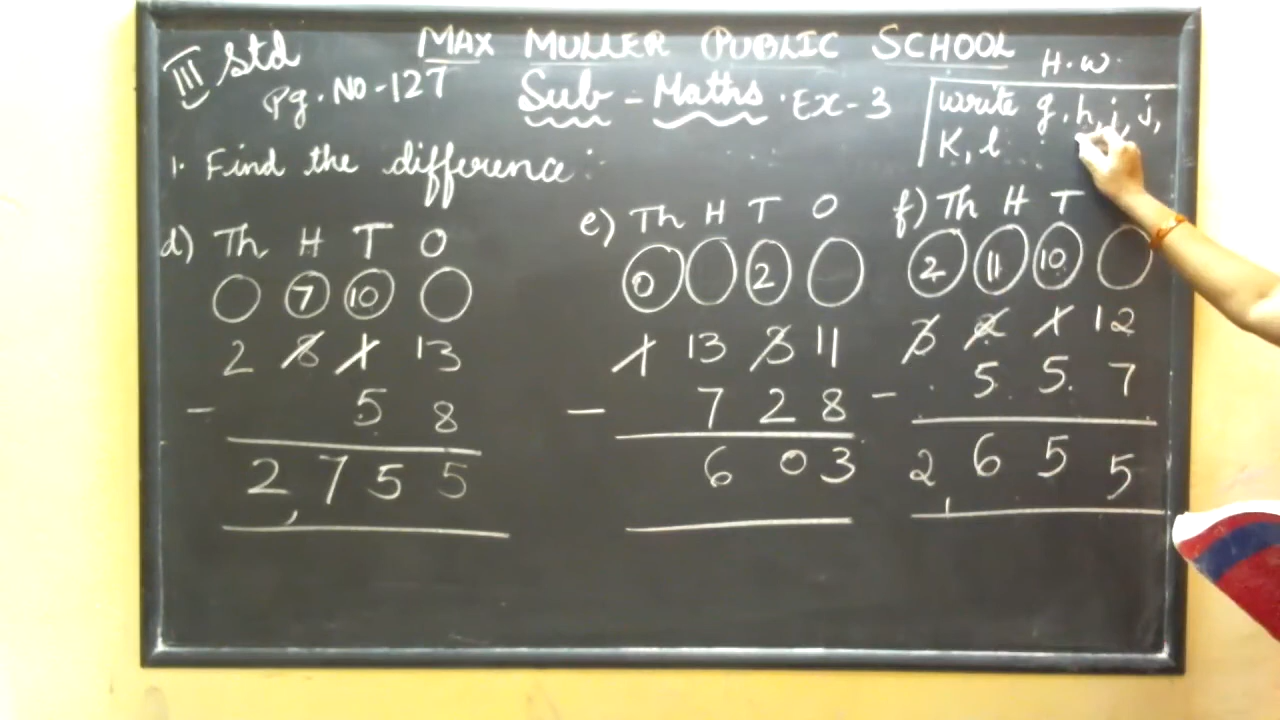 III Std MAX MULLER PUBLIC SCHOOL
Pg. No - 127 Sub - Maths. Ex - 3
H.W.
write g, h, i, j,
K, l
1. Find the difference:
d) Th H T O
7 10
2 8 1 13
- 5 8
2,7 5 5
e) Th H T O
0 2
1 13 3 11
- 7 2 8
6 0 3
f) Th H T
2 11 10
3 2 1 12
- 5 5 7
2,6 5 5